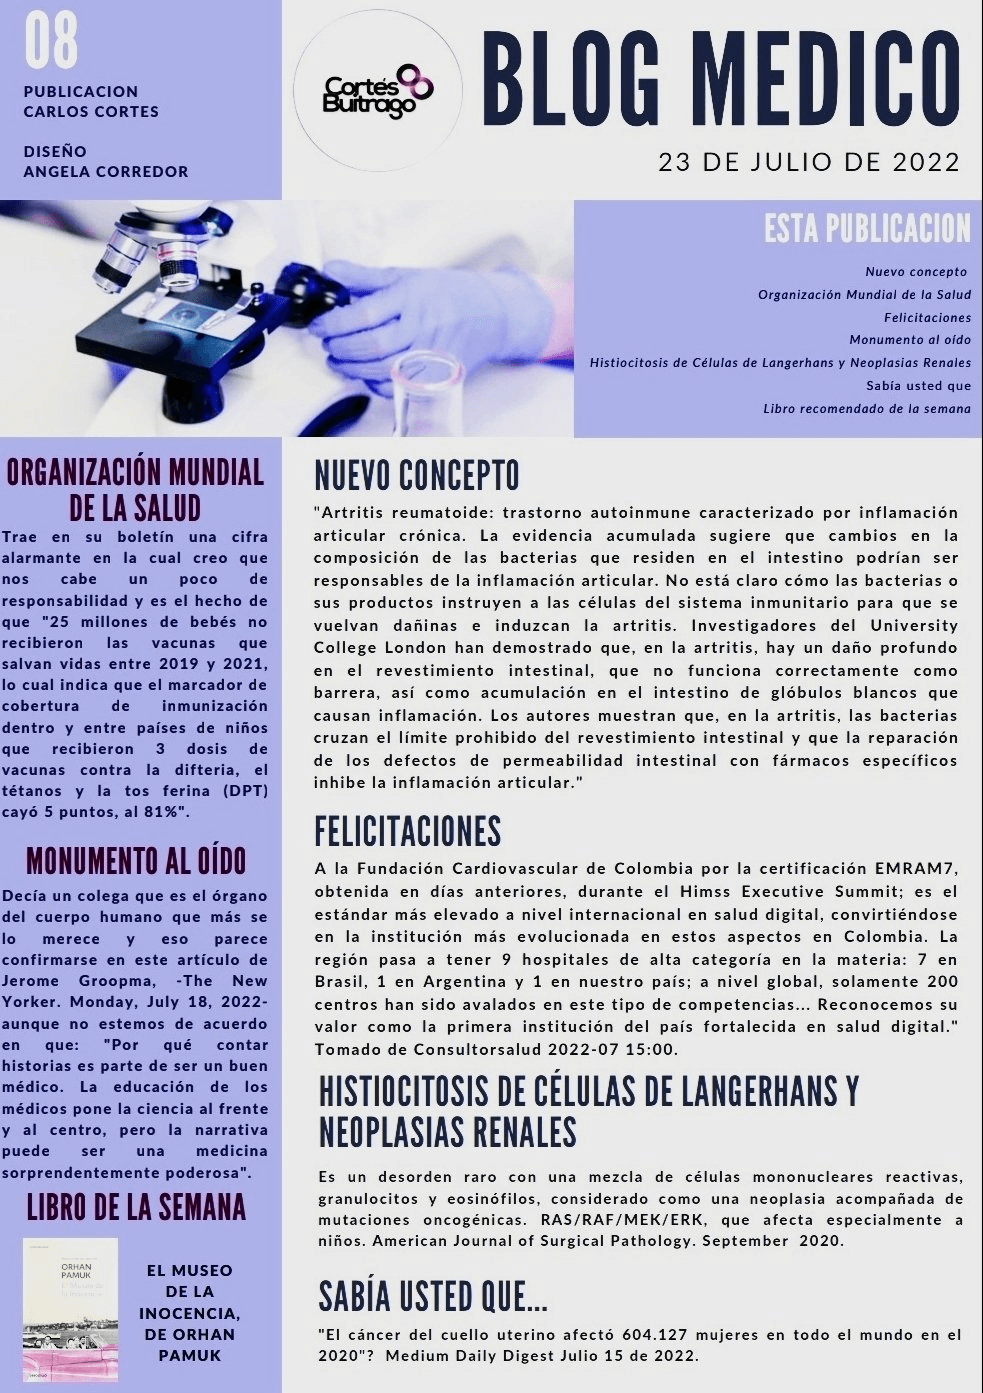 08
PUBLICACION
CARLOS CORTES
DISEÑO
ANGELA CORREDOR
Cortés
Buitrago
BLOG MEDICO
23 DE JULIO DE 2022
ESTA PUBLICACION
Nuevo concepto
Organización Mundial de la Salud
Felicitaciones
Monumento al oído
Histiocitosis de Células de Langerhans y Neoplasias Renales
Sabía usted que
Libro recomendado de la semana
ORGANIZACIÓN MUNDIAL
DE LA SALUD
Trae en su boletín una cifra
alarmante en la cual creo que
nos cabe un poco de
responsabilidad y es el hecho de
que "25 millones de bebés no
recibieron las vacunas que
salvan vidas entre 2019 y 2021,
lo cual indica que el marcador de
cobertura de inmunización
dentro y entre países de niños
que recibieron 3 dosis de
vacunas contra la difteria, el
tétanos y la tos ferina (DPT)
cayó 5 puntos, al 81%".
MONUMENTO AL OÍDO
Decía un colega que es el órgano
del cuerpo humano que más se
lo merece y eso parece
confirmarse en este artículo de
Jerome Groopma, -The New
Yorker. Monday, July 18, 2022-
aunque no estemos de acuerdo
en que: "Por qué contar
historias es parte de ser un buen
médico. La educación de los
médicos pone la ciencia al frente
y al centro, pero la narrativa
puede ser una medicina
sorprendentemente poderosa".
LIBRO DE LA SEMANA
ORHAN
PAMUK
El Museo de
la Inocencia
EL MUSEO
DE LA
INOCENCIA,
DE ORHAN
PAMUK
NUEVO CONCEPTO
"Artritis reumatoide: trastorno autoinmune caracterizado por inflamación
articular crónica. La evidencia acumulada sugiere que cambios en la
composición de las bacterias que residen en el intestino podrían ser
responsables de la inflamación articular. No está claro cómo las bacterias o
sus productos instruyen a las células del sistema inmunitario para que se
vuelvan dañinas e induzcan la artritis. Investigadores del University
College London han demostrado que, en la artritis, hay un daño profundo
en el revestimiento intestinal, que no funciona correctamente como
barrera, así como acumulación en el intestino de glóbulos blancos que
causan inflamación. Los autores muestran que, en la artritis, las bacterias
cruzan el límite prohibido del revestimiento intestinal y que la reparación
de los defectos de permeabilidad intestinal con fármacos específicos
inhibe la inflamación articular."
FELICITACIONES
A la Fundación Cardiovascular de Colombia por la certificación EMRAM7,
obtenida en días anteriores, durante el Himss Executive Summit; es el
estándar más elevado a nivel internacional en salud digital, convirtiéndose
en la institución más evolucionada en estos aspectos en Colombia. La
región pasa a tener 9 hospitales de alta categoría en la materia: 7 en
Brasil, 1 en Argentina y 1 en nuestro país; a nivel global, solamente 200
centros han sido avalados en este tipo de competencias... Reconocemos su
valor como la primera institución del país fortalecida en salud digital."
Tomado de Consultorsalud 2022-07 15:00.
HISTIOCITOSIS DE CÉLULAS DE LANGERHANS Y
NEOPLASIAS RENALES
Es un desorden raro con una mezcla de células mononucleares reactivas,
granulocitos y eosinófilos, considerado como una neoplasia acompañada de
mutaciones oncogénicas. RAS/RAF/MEK/ERK, que afecta especialmente a
niños. American Journal of Surgical Pathology. September 2020.
SABÍA USTED QUE...
"El cáncer del cuello uterino afectó 604.127 mujeres en todo el mundo en el
2020"? Medium Daily Digest Julio 15 de 2022.